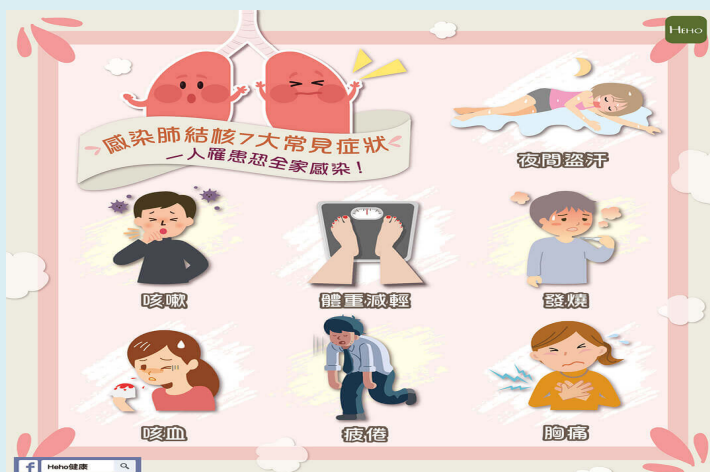 HEHO
感染肺結核7大常見症狀
一人罹患恐全家感染！
夜間盜汗
咳嗽
體重減輕
發燒
咳血
疲倦
胸痛
f Heho健康